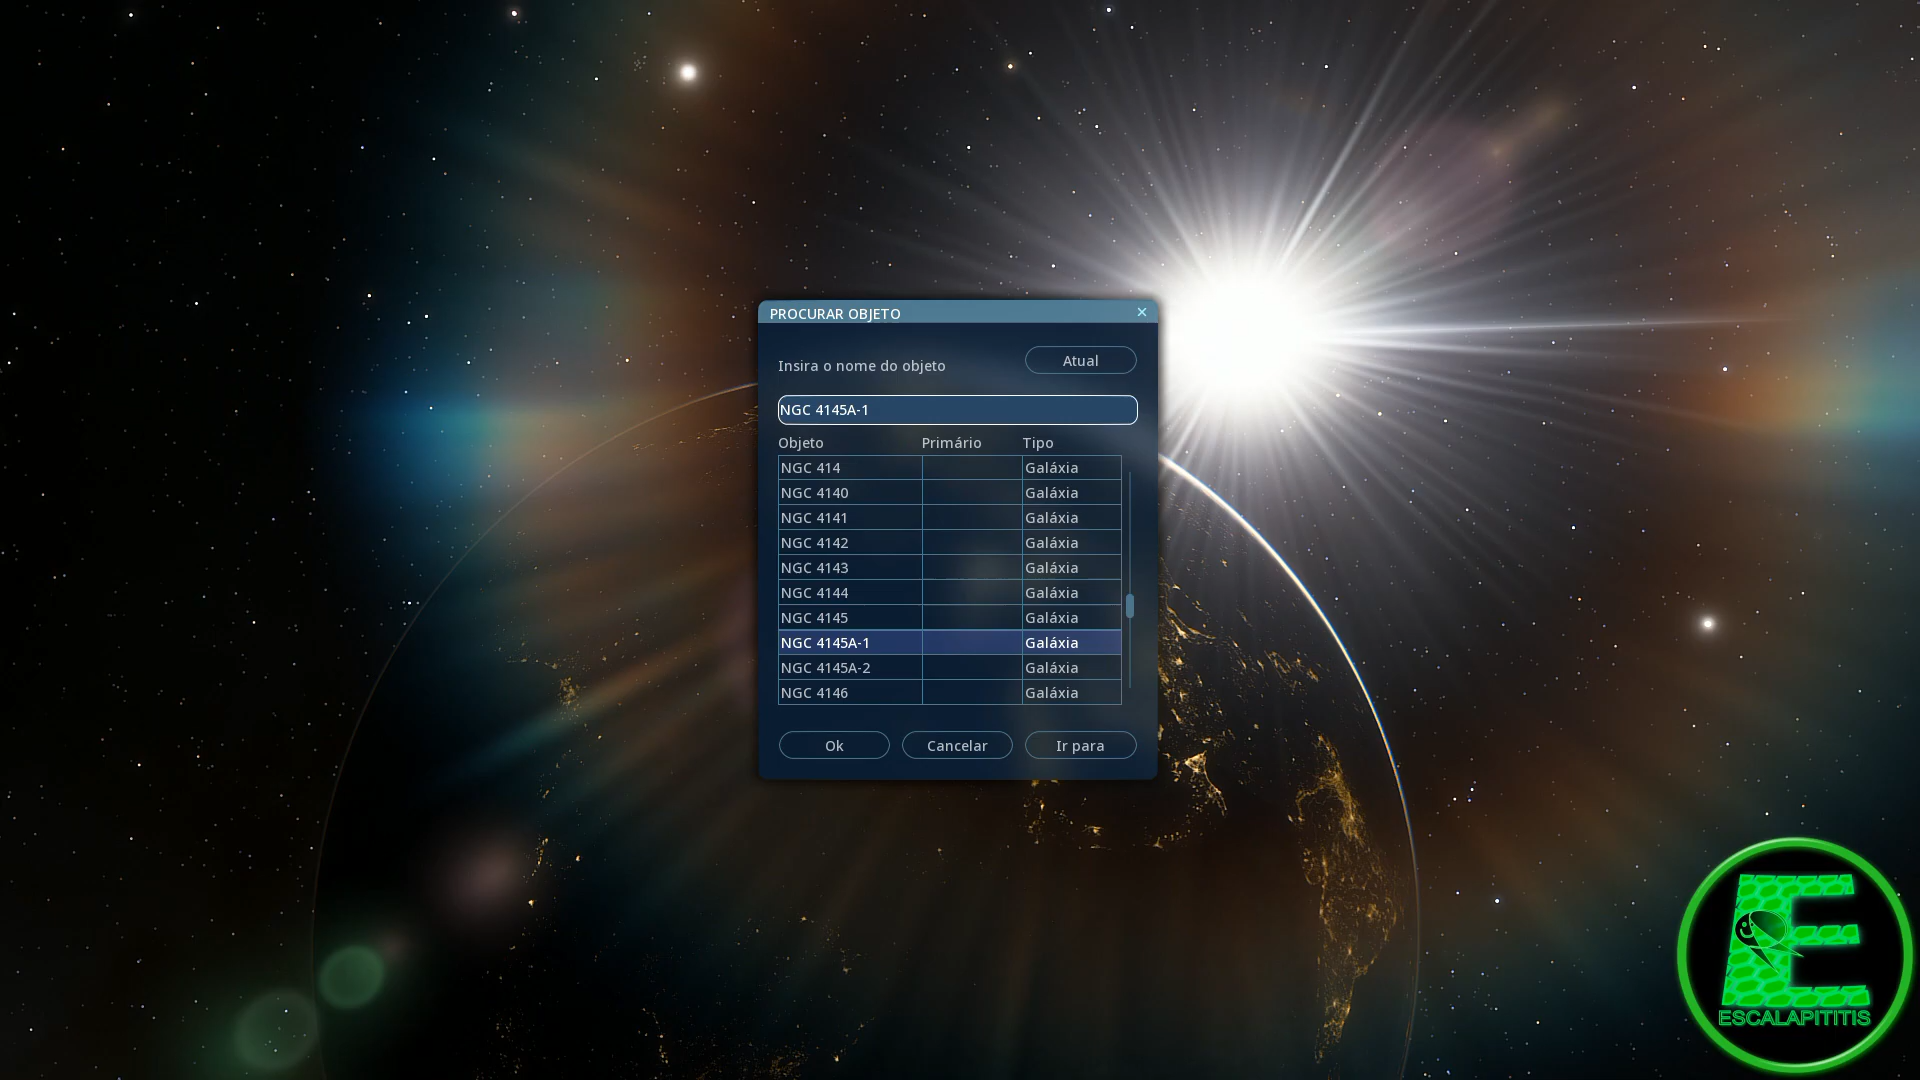 PROCURAR OBJETO
Insira o nome do objeto
Atual
NGC 4145A-1
Objeto Primário Tipo
NGC 414 Galáxia
NGC 4140 Galáxia
NGC 4141 Galáxia
NGC 4142 Galáxia
NGC 4143 Galáxia
NGC 4144 Galáxia
NGC 4145 Galáxia
NGC 4145A-1 Galáxia
NGC 4145A-2 Galáxia
NGC 4146 Galáxia
Ok Cancelar Ir para
E
ESCALAPITITIS